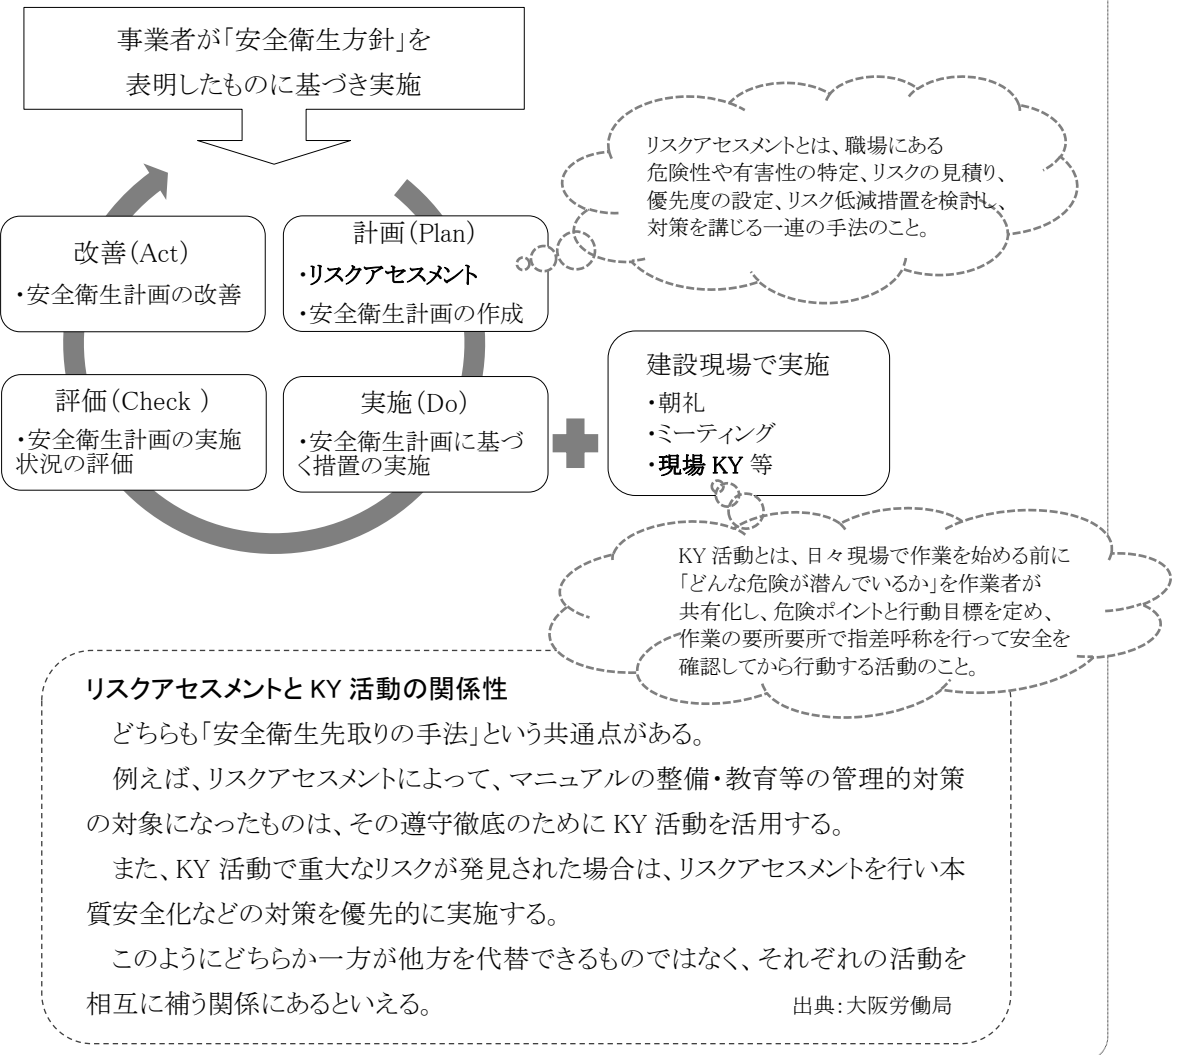 事業者が「安全衛生方針」を
表明したものに基づき実施
リスクアセスメントとは、職場にある
危険性や有害性の特定、リスクの見積り、
優先度の設定、リスク低減措置を検討し、
対策を講じる一連の手法のこと。
改善(Act)
・安全衛生計画の改善
計画(Plan)
・リスクアセスメント
・安全衛生計画の作成
評価(Check )
・安全衛生計画の実施
状況の評価
実施(Do)
・安全衛生計画に基づ
く措置の実施
建設現場で実施
・朝礼
・ミーティング
・現場 KY 等
KY 活動とは、日々現場で作業を始める前に
「どんな危険が潜んでいるか」を作業者が
共有化し、危険ポイントと行動目標を定め、
作業の要所要所で指差呼称を行って安全を
確認してから行動する活動のこと。
リスクアセスメントと KY 活動の関係性
どちらも「安全衛生先取りの手法」という共通点がある。
例えば、リスクアセスメントによって、マニュアルの整備・教育等の管理的対策
の対象になったものは、その遵守徹底のために KY 活動を活用する。
また、KY 活動で重大なリスクが発見された場合は、リスクアセスメントを行い本
質安全化などの対策を優先的に実施する。
このようにどちらか一方が他方を代替できるものではなく、それぞれの活動を
相互に補う関係にあるといえる。
出典:大阪労働局